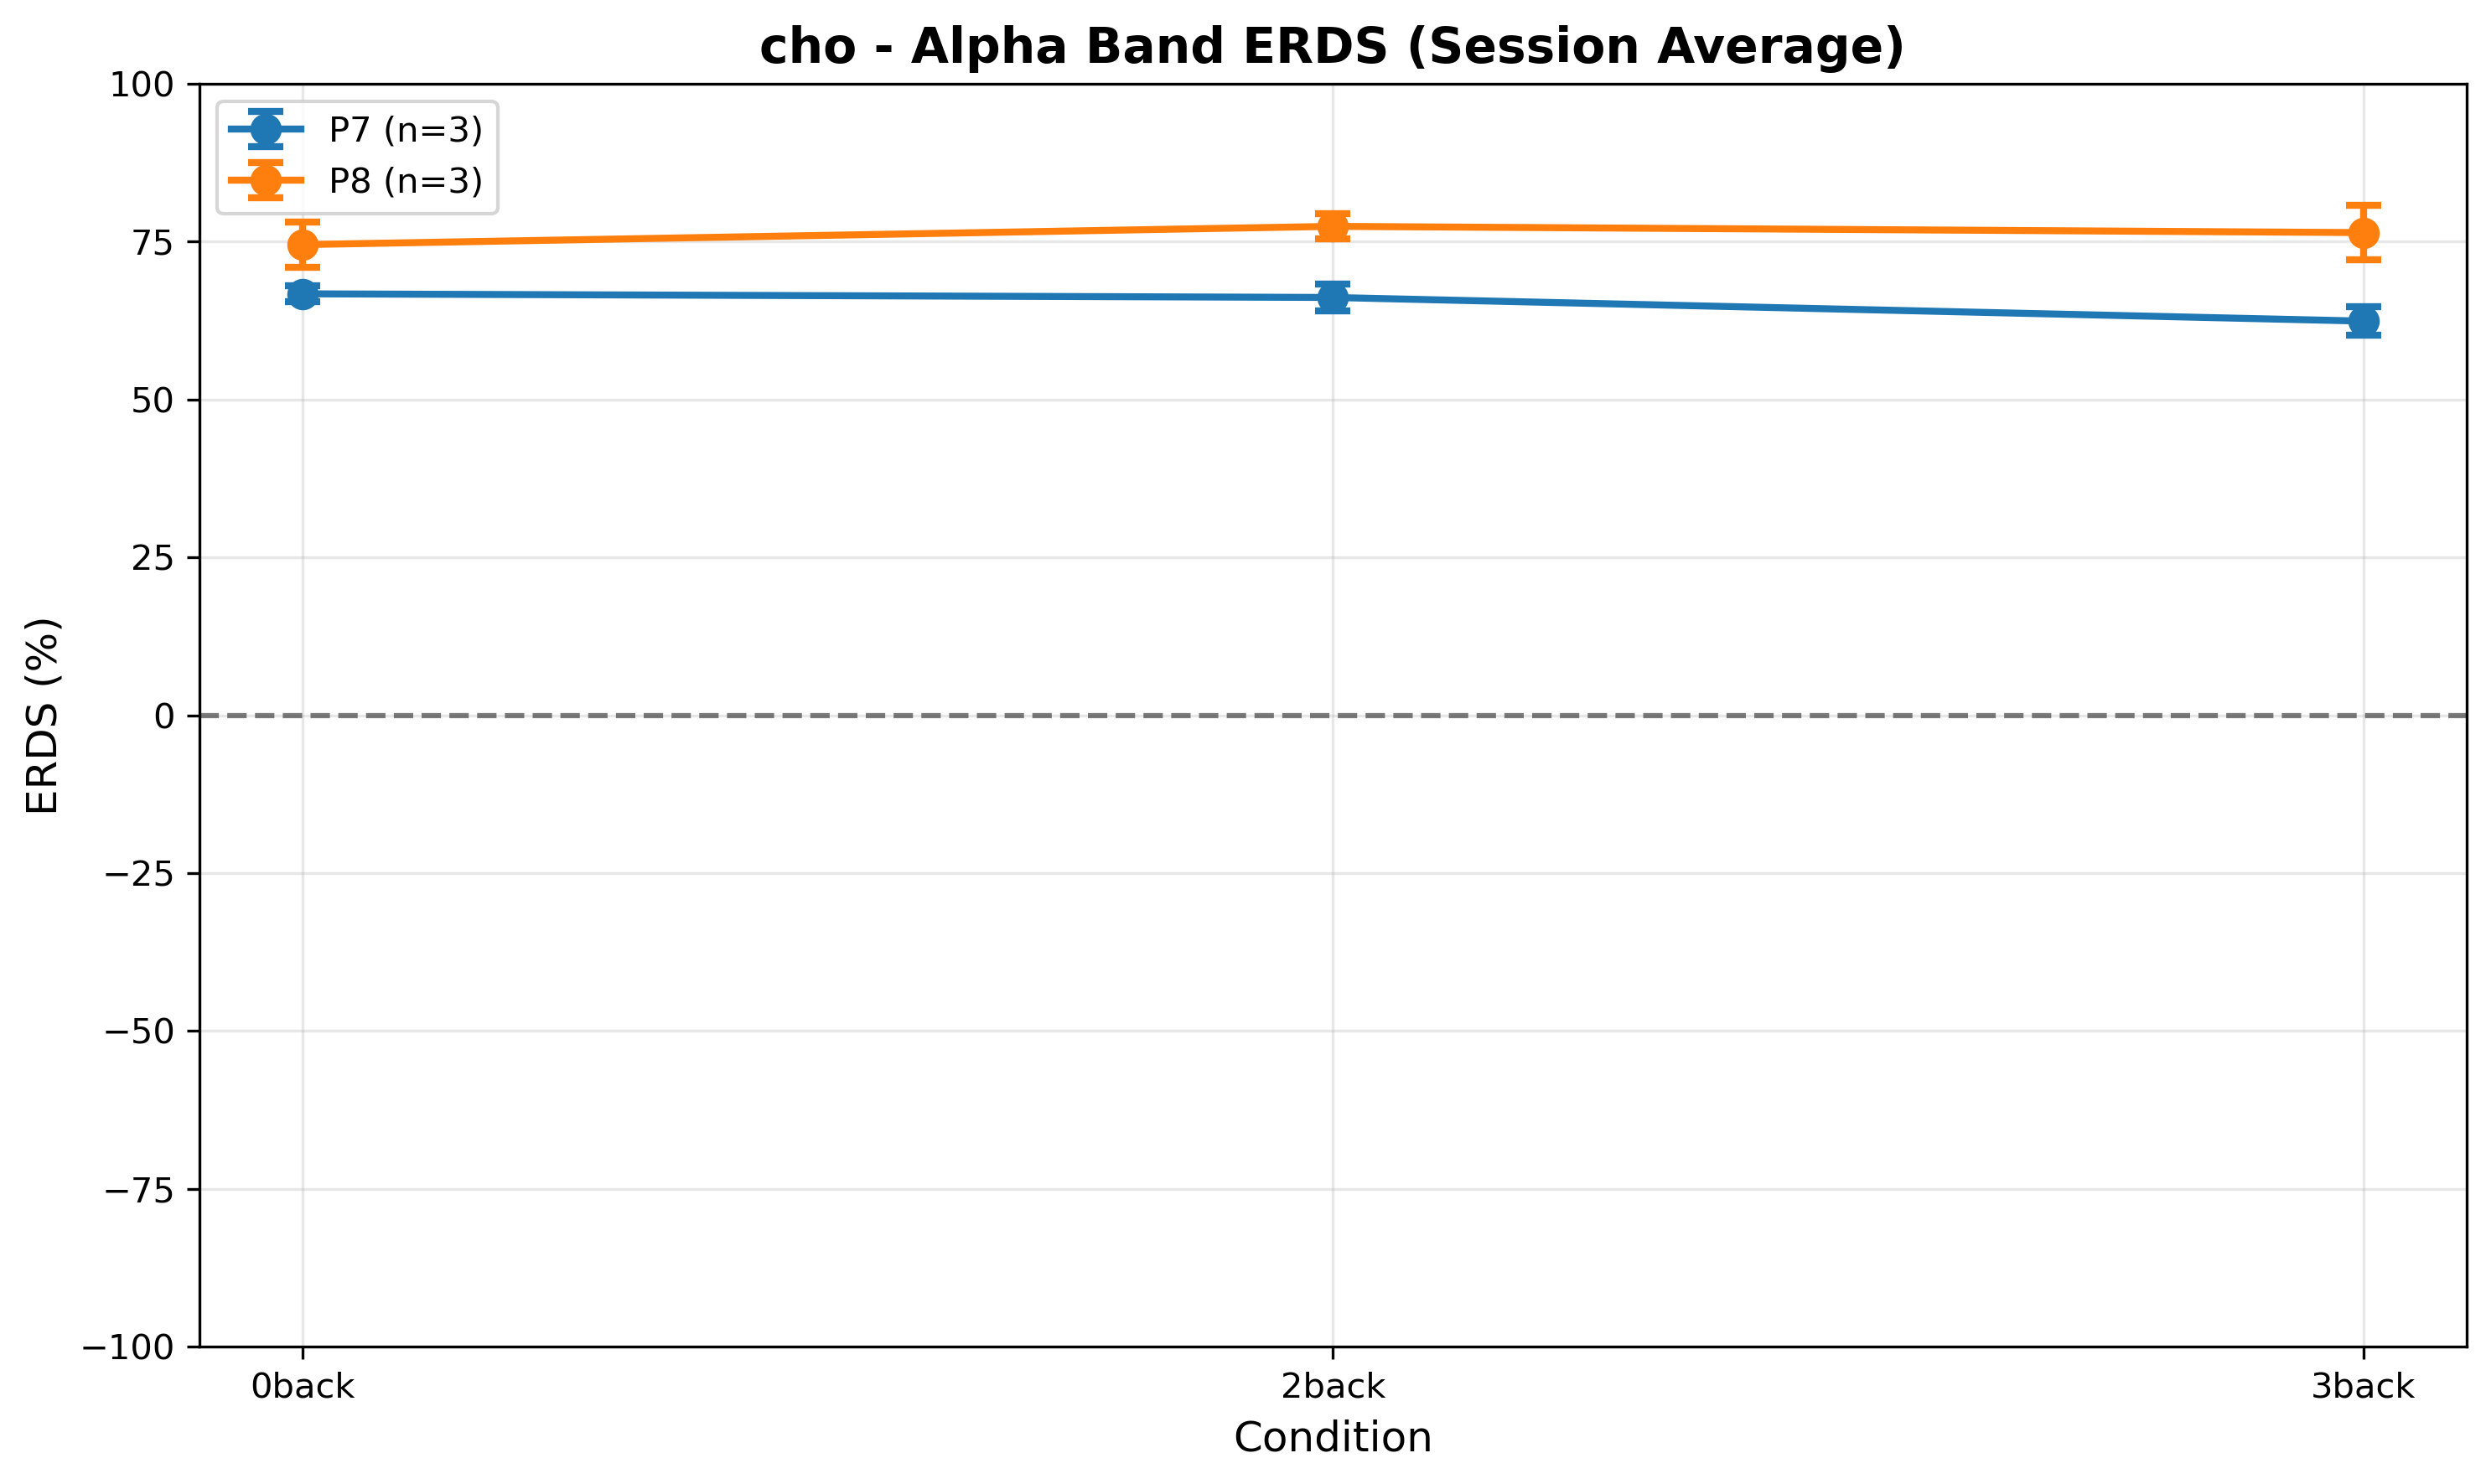 cho - Alpha Band ERDS (Session Average)
P7 (n=3)
P8 (n=3)
ERDS (%)
100
75
50
25
0
−25
−50
−75
−100
0back
2back
3back
Condition